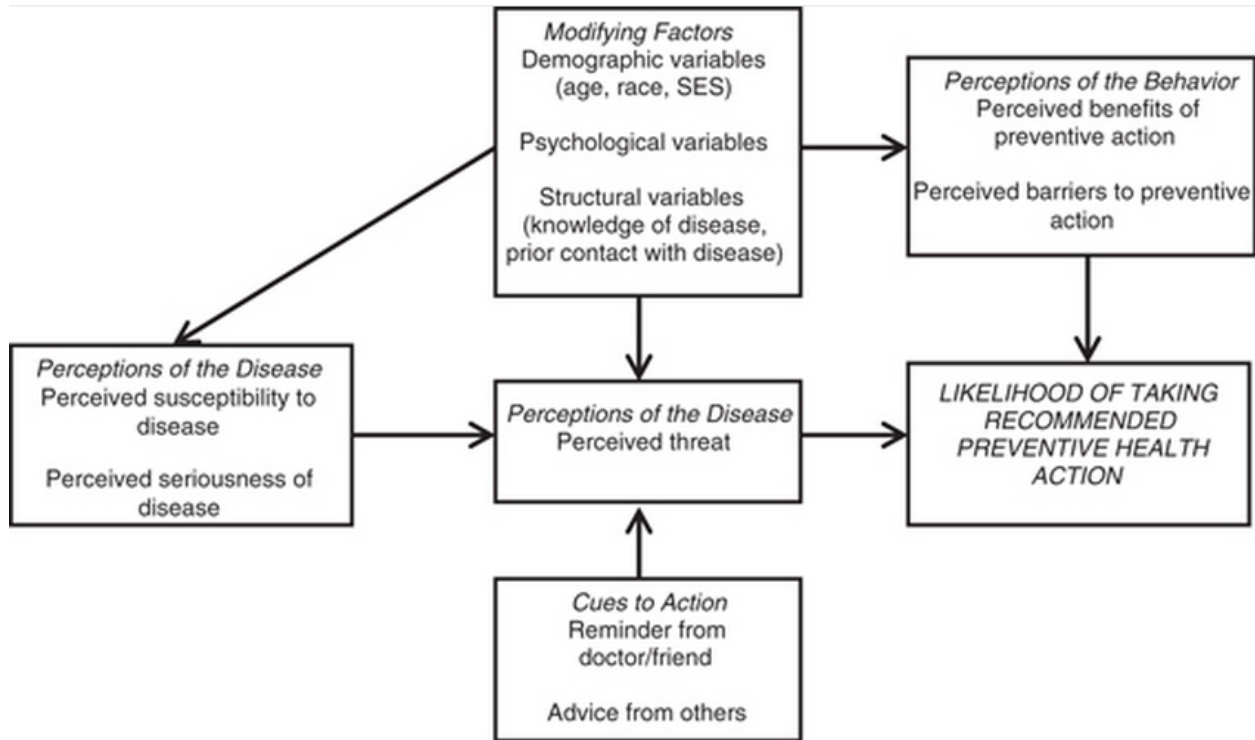 Modifying Factors
Demographic variables
(age, race, SES)
Psychological variables
Structural variables
(knowledge of disease,
prior contact with disease)
Perceptions of the Behavior
Perceived benefits of
preventive action
Perceived barriers to preventive
action
Perceptions of the Disease
Perceived susceptibility to
disease
Perceived seriousness of
disease
Perceptions of the Disease
Perceived threat
LIKELIHOOD OF TAKING
RECOMMENDED
PREVENTIVE HEALTH
ACTION
Cues to Action
Reminder from
doctor/friend
Advice from others